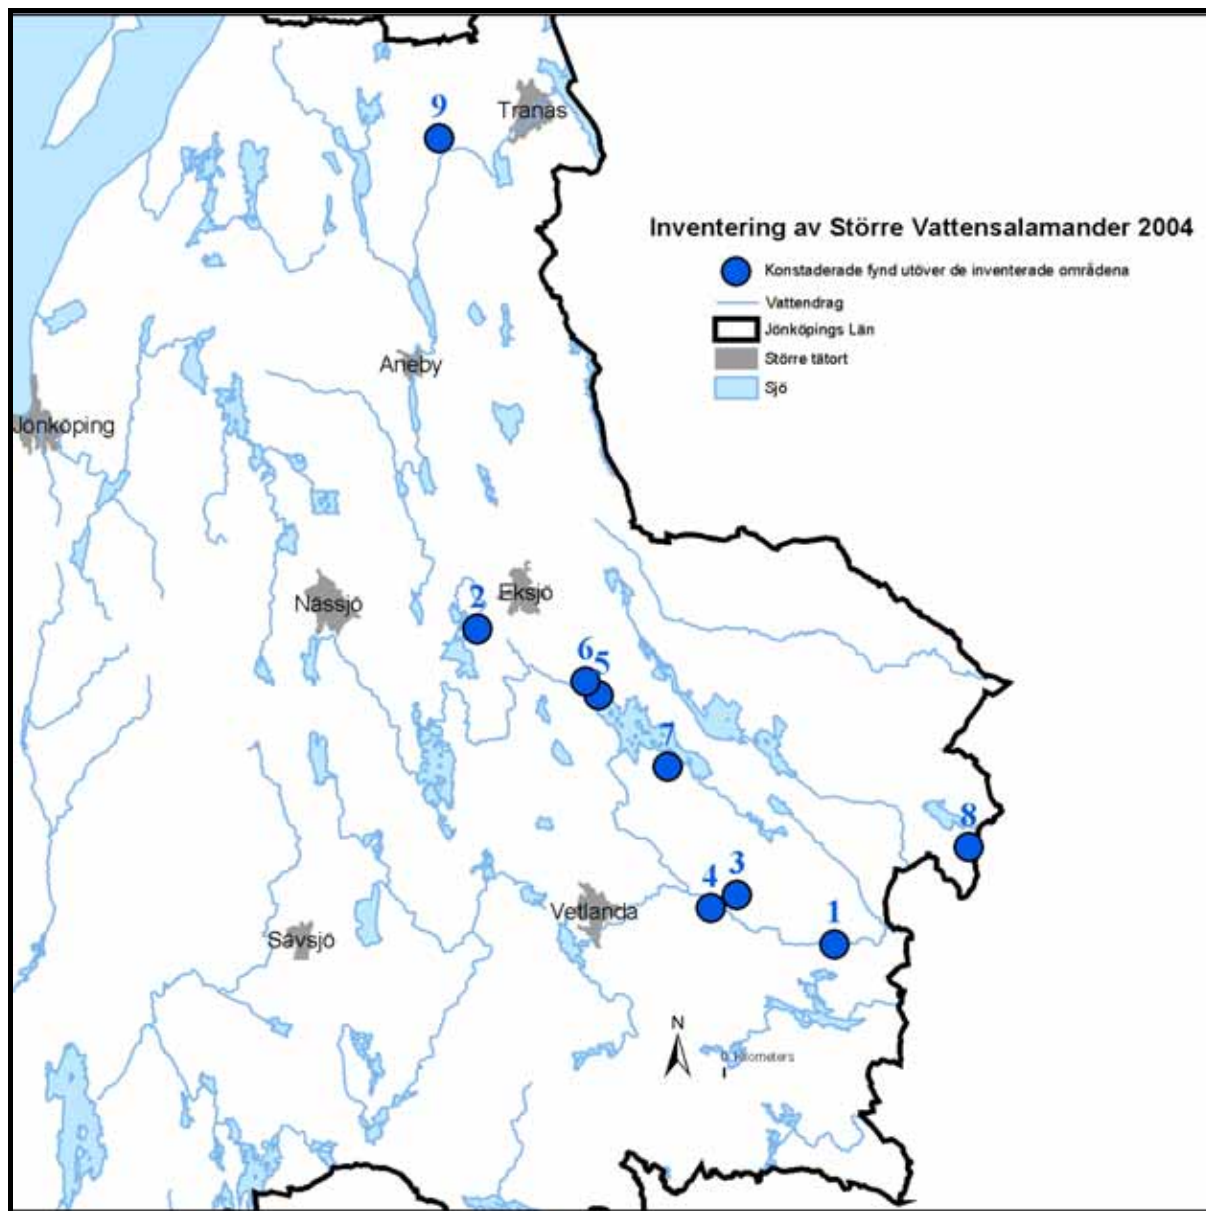 9
Tranås
Inventering av Större Vattensalamander 2004
Konstaderade fynd utöver de inventerade områdena
Vattendrag
Jönköpings Län
Större tätort
Sjö
Aneby
Jönköping
Eksjö
Nässjö
2
6
5
7
8
3
4
1
Vetlanda
Sävsjö
N
0 Kilometers